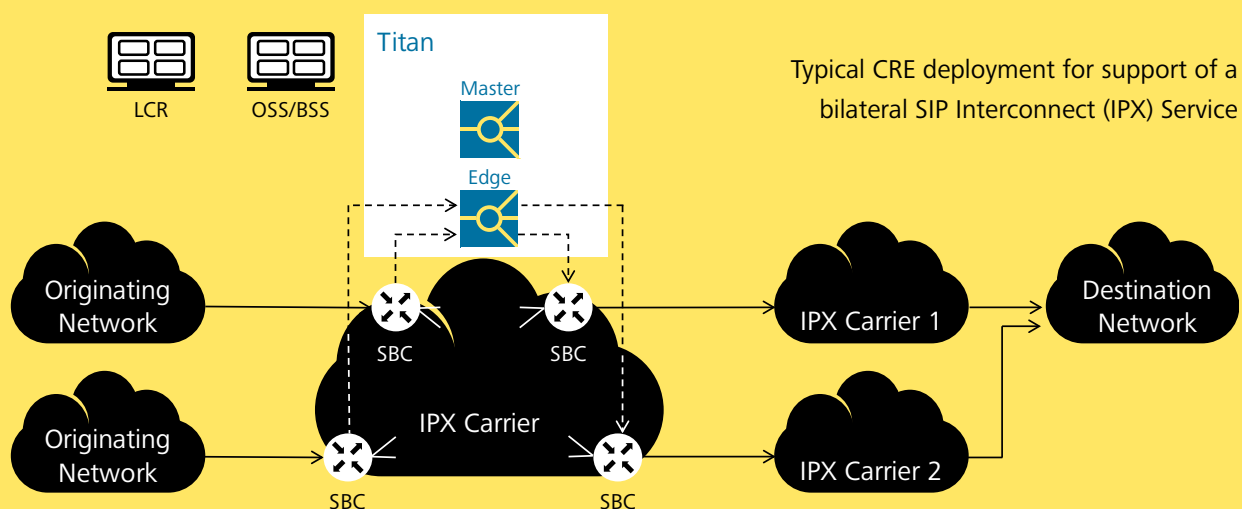 Titan
Typical CRE deployment for support of a
bilateral SIP Interconnect (IPX) Service
LCR
OSS/BSS
Master
Edge
Originating
Network
SBC
SBC
IPX Carrier 1
Destination
Network
Originating
Network
IPX Carrier
SBC
SBC
IPX Carrier 2